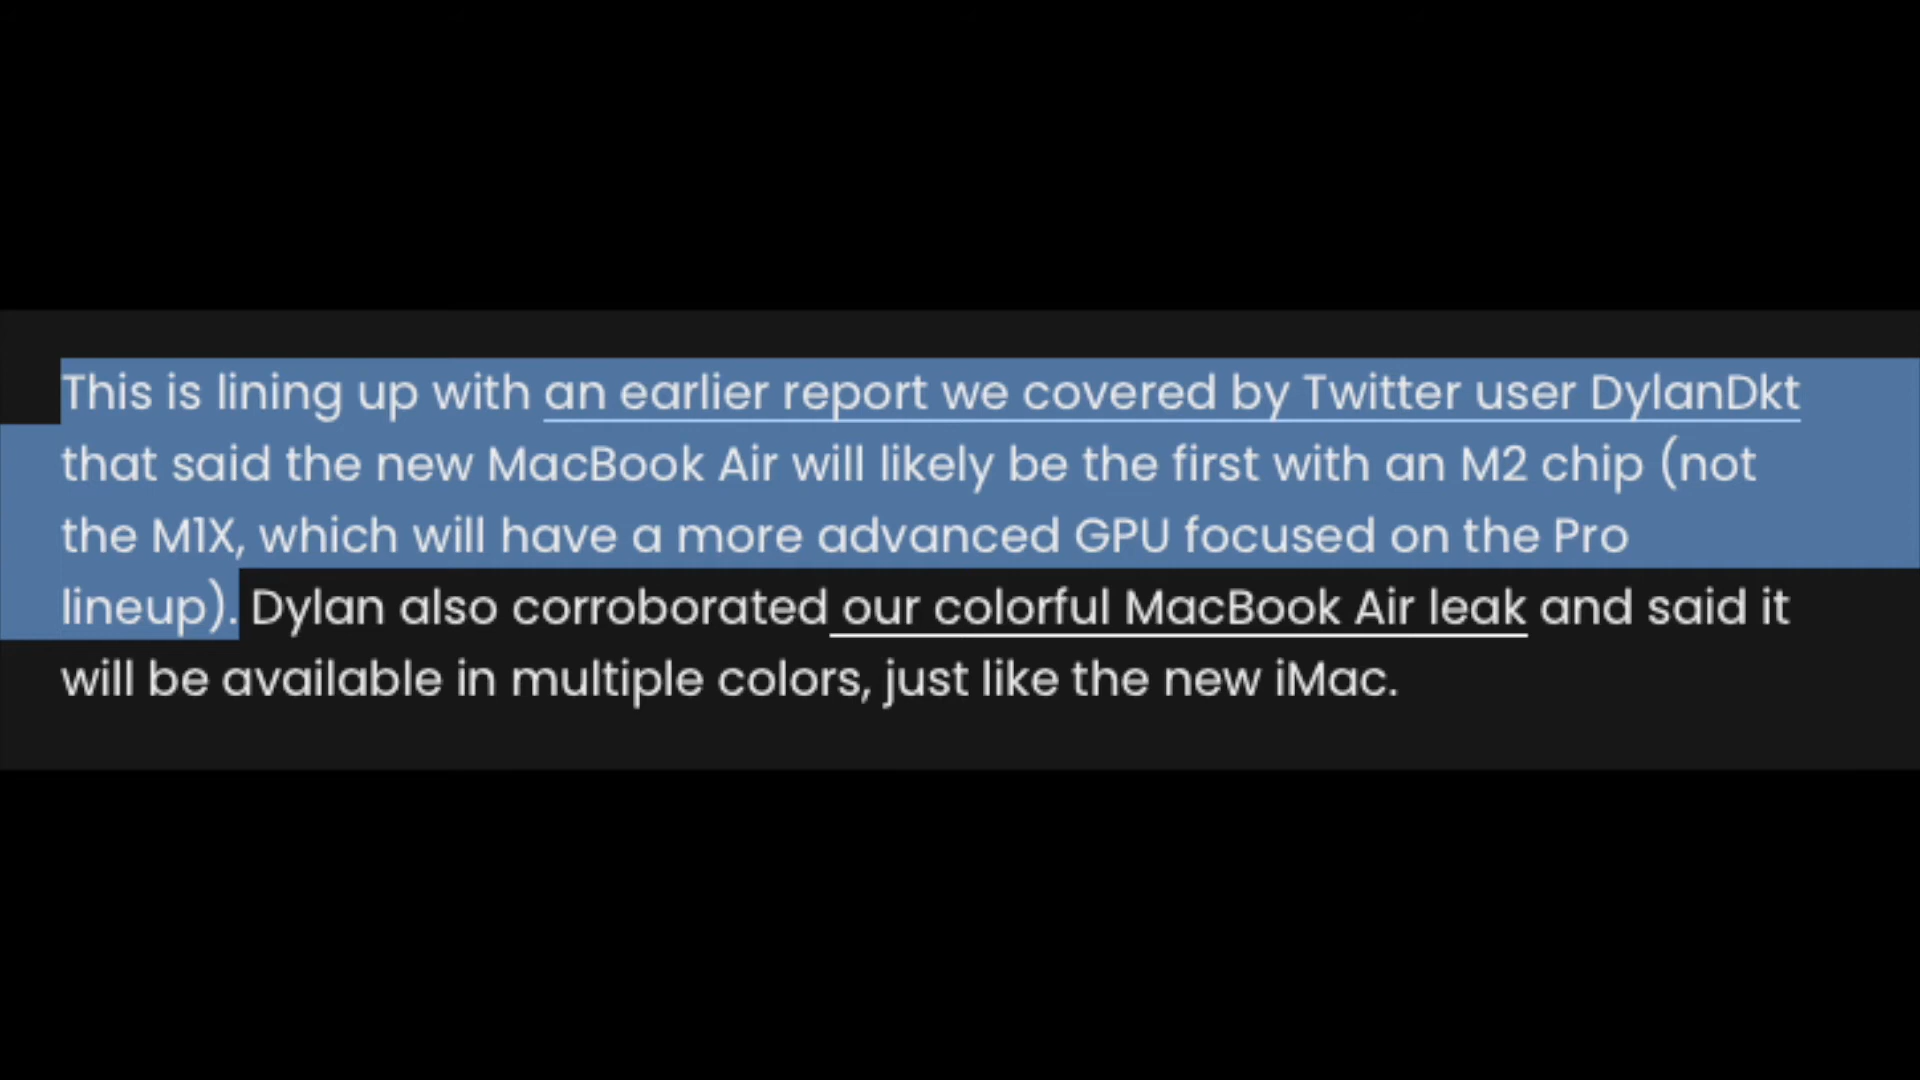 This is lining up with an earlier report we covered by Twitter user DylanDkt
that said the new MacBook Air will likely be the first with an M2 chip (not
the M1X, which will have a more advanced GPU focused on the Pro
lineup). Dylan also corroborated our colorful MacBook Air leak and said it
will be available in multiple colors, just like the new iMac.